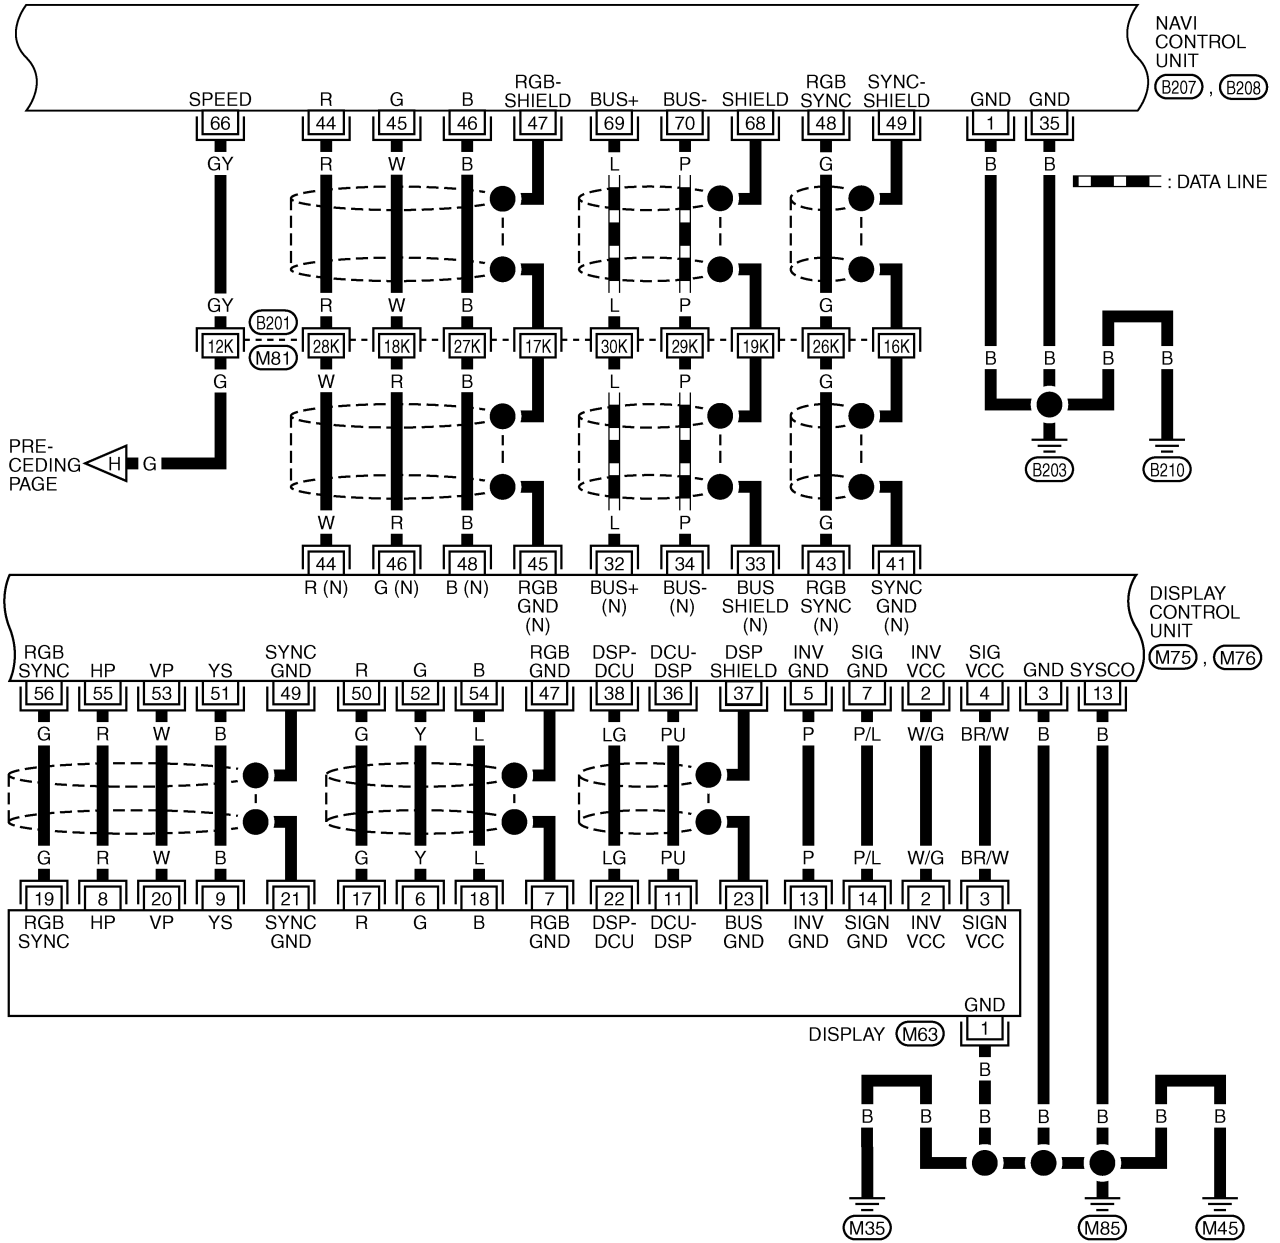 NAVI
CONTROL
UNIT
B207 , B208
SPEED R G B RGB-
SHIELD BUS+ BUS- SHIELD RGB
SYNC SYNC-
SHIELD GND GND
66 44 45 46 47 69 70 68 48 49 1 35
GY R W B L P G B B
: DATA LINE
GY R W B L P G
B201
12K 28K 18K 27K 17K 30K 29K 19K 26K 16K
M81
G W R B L P G B B B B
PRE-
CEDING
PAGE
H G
B203 B210
W R B L P G
44 46 48 45 32 34 33 43 41
R (N) G (N) B (N) RGB
GND
(N) BUS+
(N) BUS-
(N) BUS
SHIELD
(N) RGB
SYNC
(N) SYNC
GND
(N)
DISPLAY
CONTROL
UNIT
M75 , M76
RGB
SYNC HP VP YS SYNC
GND R G B RGB
GND DSP-
DCU DCU-
DSP DSP
SHIELD INV
GND SIG
GND INV
VCC SIG
VCC GND SYSCO
56 55 53 51 49 50 52 54 47 38 36 37 5 7 2 4 3 13
G R W B G Y L LG PU P P/L W/G BR/W B B
G R W B G Y L LG PU P P/L W/G BR/W
19 8 20 9 21 17 6 18 7 22 11 23 13 14 2 3
RGB
SYNC HP VP YS SYNC
GND R G B RGB
GND DSP-
DCU DCU-
DSP BUS
GND INV
GND SIGN
GND INV
VCC SIGN
VCC
GND
DISPLAY M63 1
B
B B B B B B B
M35 M85 M45